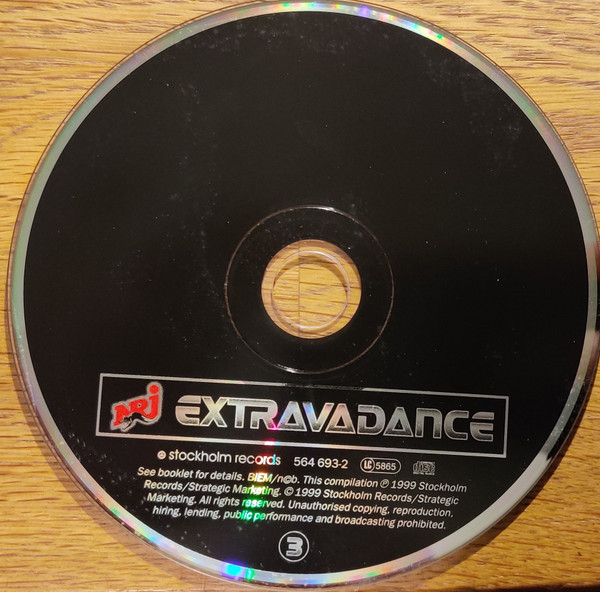 NRJ EXTRAVADANCE
stockholm records 564 693-2 LC 5865
See booklet for details. BIEM/n©b. This compilation ℗ 1999 Stockholm
Records/Strategic Marketing. © 1999 Stockholm Records/Strategic
Marketing. All rights reserved. Unauthorised copying, reproduction,
hiring, lending, public performance and broadcasting prohibited.
3